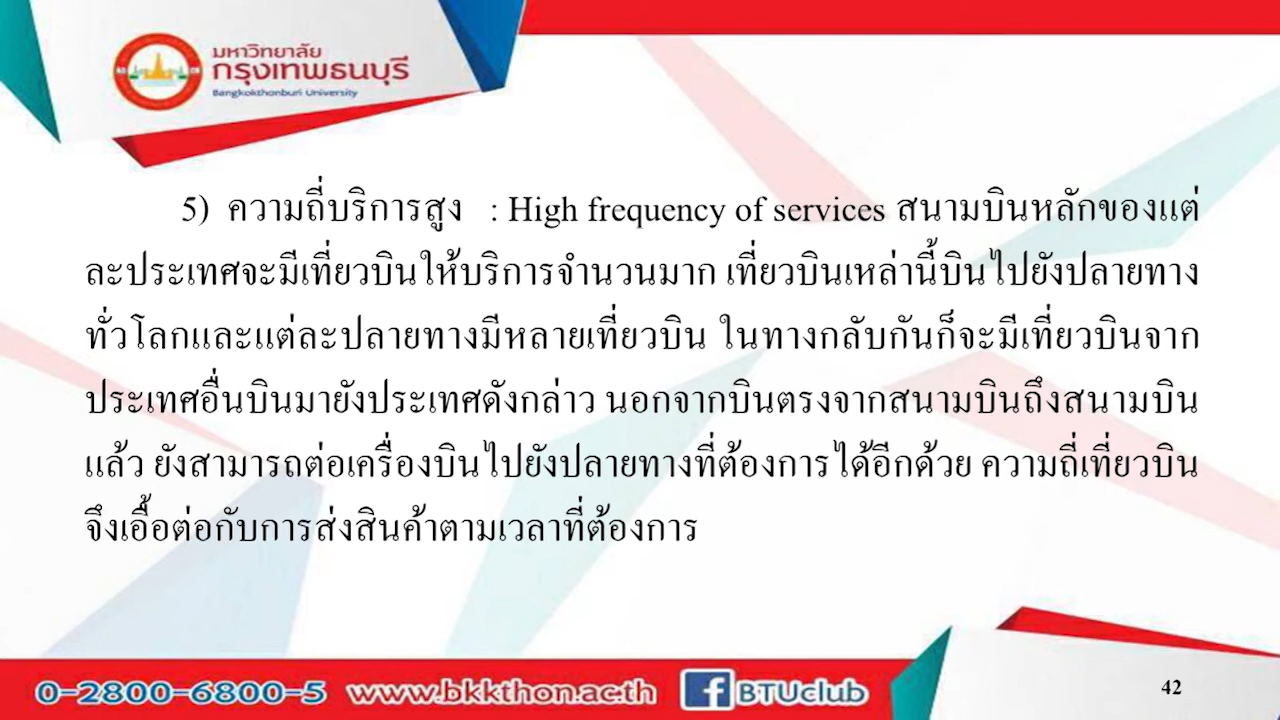 มหาวิทยาลัย
กรุงเทพธนบุรี
Bangkokthonburi University
5) ความถี่บริการสูง : High frequency of services สนามบินหลักของแต่
ละประเทศจะมีเที่ยวบินให้บริการจำนวนมาก เที่ยวบินเหล่านี้บินไปยังปลายทาง
ทั่วโลกและแต่ละปลายทางมีหลายเที่ยวบิน ในทางกลับกันก็จะมีเที่ยวบินจาก
ประเทศอื่นบินมายังประเทศดังกล่าว นอกจากบินตรงจากสนามบินถึงสนามบิน
แล้ว ยังสามารถต่อเครื่องบินไปยังปลายทางที่ต้องการได้อีกด้วย ความถี่เที่ยวบิน
จึงเอื้อต่อกับการส่งสินค้าตามเวลาที่ต้องการ
0-2800-6800-5 www.bkkthon.ac.th f BTUclub
42